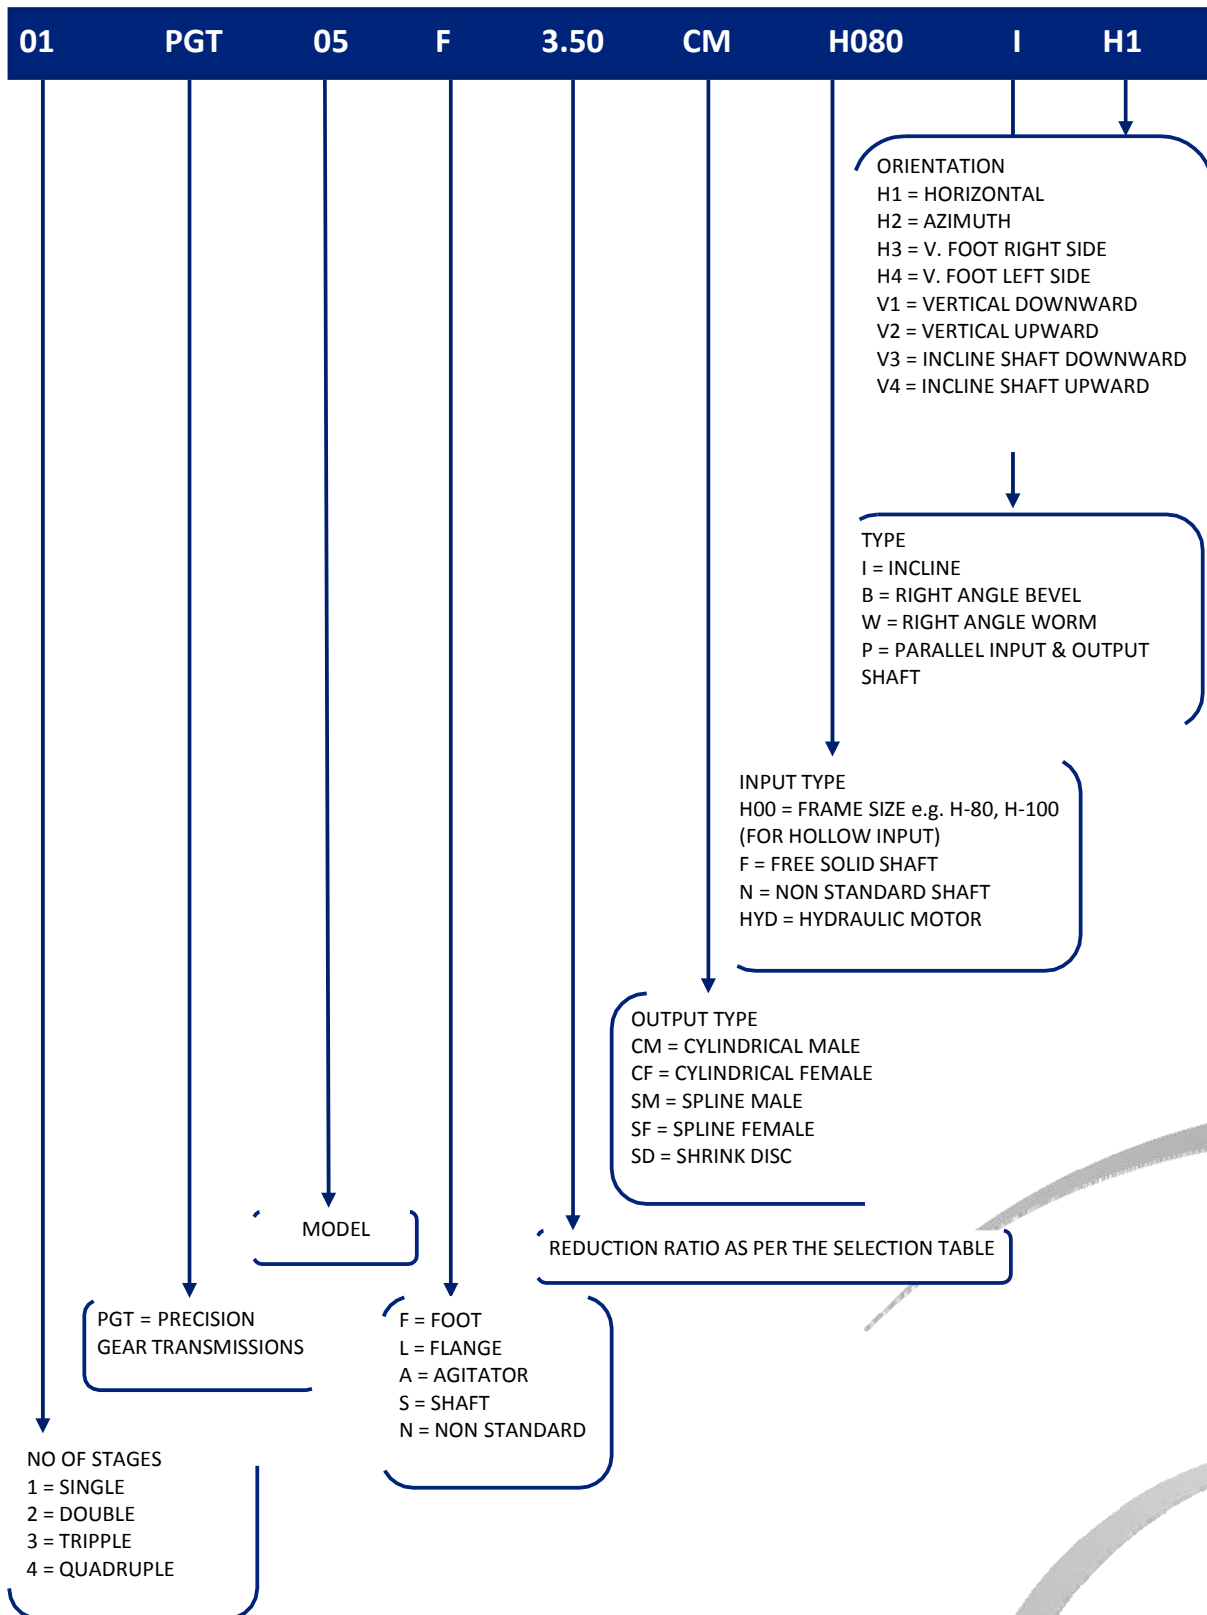 01 PGT 05 F 3.50 CM H080 I H1
ORIENTATION
H1 = HORIZONTAL
H2 = AZIMUTH
H3 = V. FOOT RIGHT SIDE
H4 = V. FOOT LEFT SIDE
V1 = VERTICAL DOWNWARD
V2 = VERTICAL UPWARD
V3 = INCLINE SHAFT DOWNWARD
V4 = INCLINE SHAFT UPWARD
TYPE
I = INCLINE
B = RIGHT ANGLE BEVEL
W = RIGHT ANGLE WORM
P = PARALLEL INPUT & OUTPUT
SHAFT
INPUT TYPE
H00 = FRAME SIZE e.g. H-80, H-100
(FOR HOLLOW INPUT)
F = FREE SOLID SHAFT
N = NON STANDARD SHAFT
HYD = HYDRAULIC MOTOR
OUTPUT TYPE
CM = CYLINDRICAL MALE
CF = CYLINDRICAL FEMALE
SM = SPLINE MALE
SF = SPLINE FEMALE
SD = SHRINK DISC
MODEL
REDUCTION RATIO AS PER THE SELECTION TABLE
PGT = PRECISION
GEAR TRANSMISSIONS
F = FOOT
L = FLANGE
A = AGITATOR
S = SHAFT
N = NON STANDARD
NO OF STAGES
1 = SINGLE
2 = DOUBLE
3 = TRIPPLE
4 = QUADRUPLE